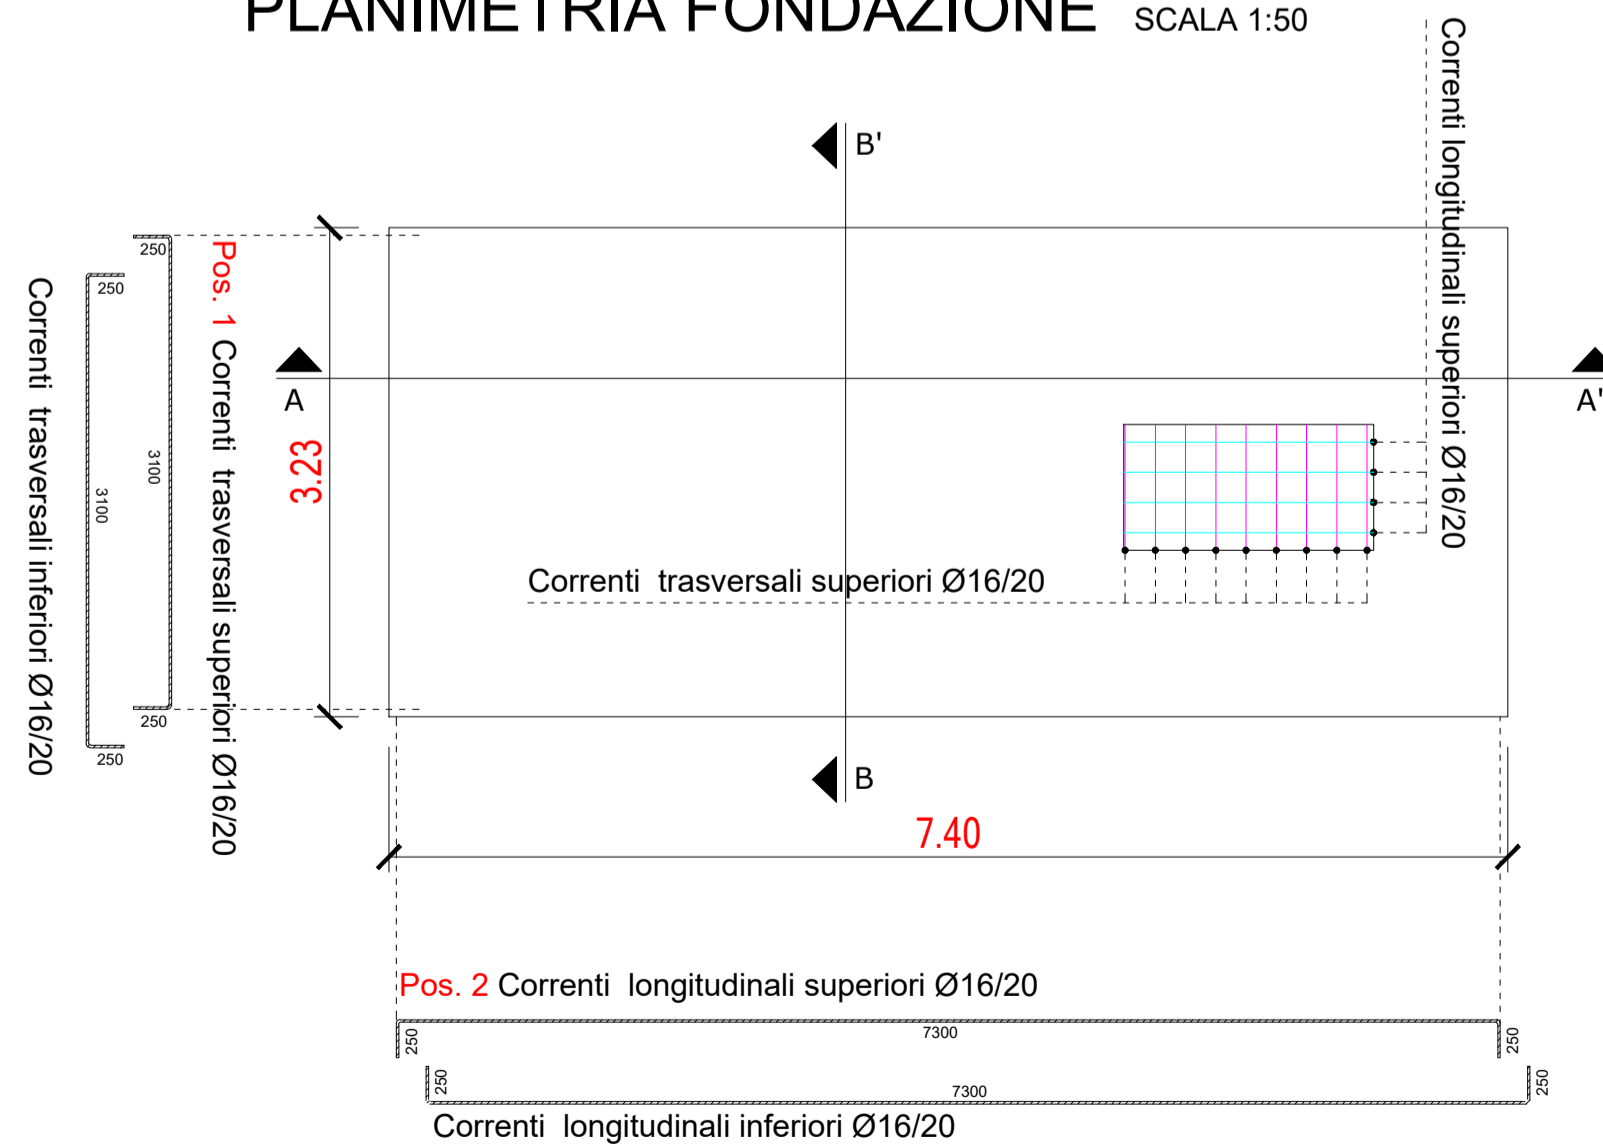 PLANIMETRIA FONDAZIONE SCALA 1:50
Correnti longitudinali superiori Ø16/20
B'
250
250
Pos. 1 Correnti trasversali superiori Ø16/20
Correnti trasversali inferiori Ø16/20
A
A'
3.23
3100
3100
Correnti trasversali superiori Ø16/20
250
250
B
7.40
Pos. 2 Correnti longitudinali superiori Ø16/20
250
7300
250
250
7300
250
Correnti longitudinali inferiori Ø16/20